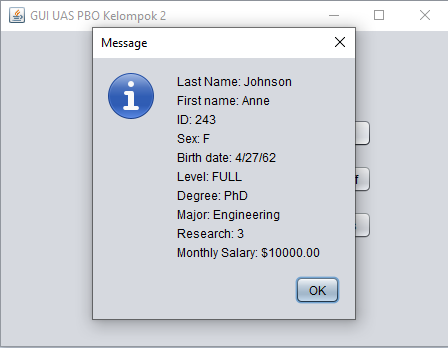 GUI UAS PBO Kelompok 2
Message
Last Name: Johnson
First name: Anne
ID: 243
Sex: F
Birth date: 4/27/62
Level: FULL
Degree: PhD
Major: Engineering
Research: 3
Monthly Salary: $10000.00
OK